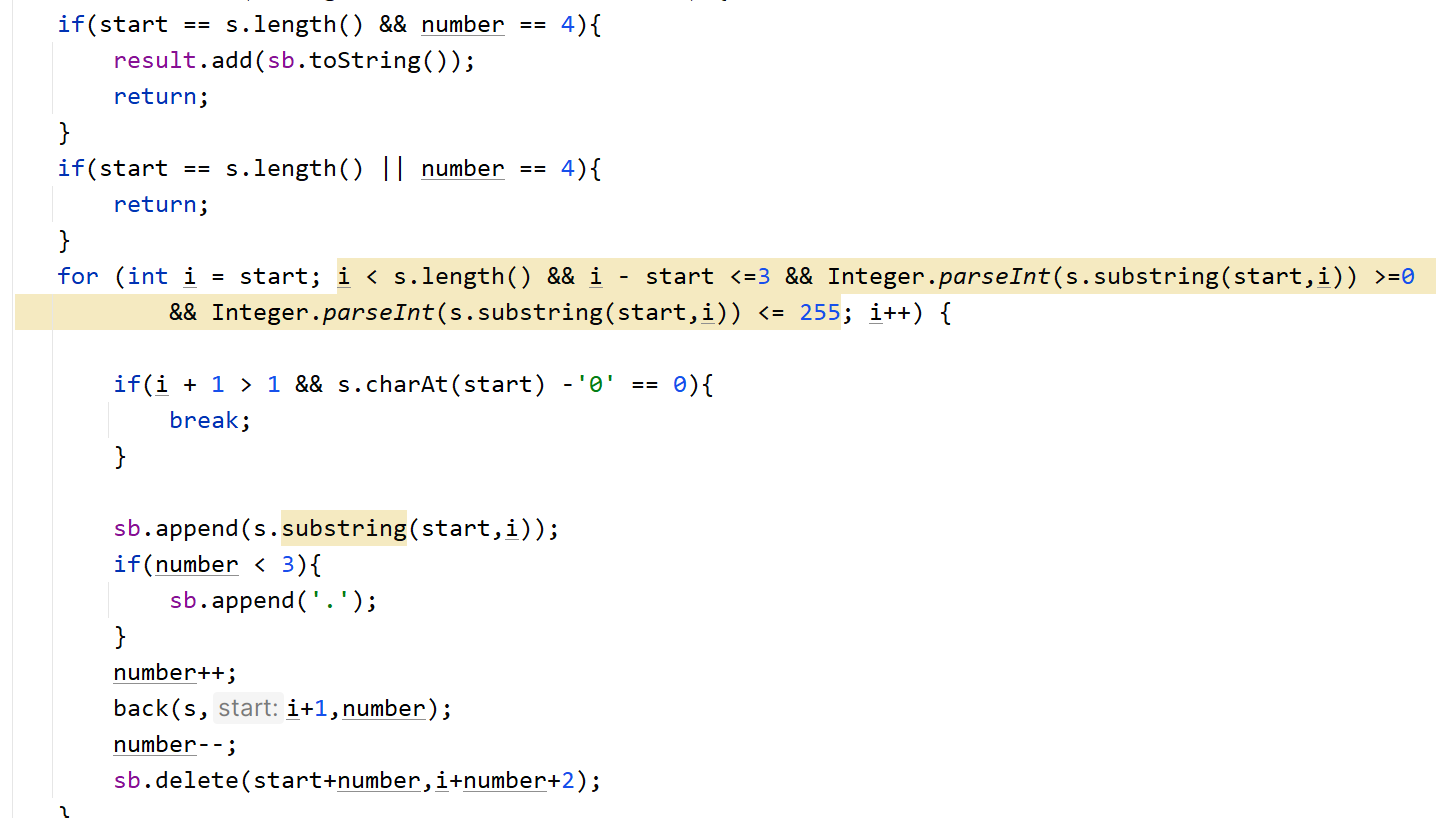 if(start == s.length() && number == 4){
result.add(sb.toString());
return;
}
if(start == s.length() || number == 4){
return;
}
for (int i = start; i < s.length() && i - start <=3 && Integer.parseInt(s.substring(start,i)) >=0
&& Integer.parseInt(s.substring(start,i)) <= 255; i++) {
if(i + 1 > 1 && s.charAt(start) -'0' == 0){
break;
}
sb.append(s.substring(start,i));
if(number < 3){
sb.append('.');
}
number++;
back(s, start: i+1,number);
number--;
sb.delete(start+number,i+number+2);
}